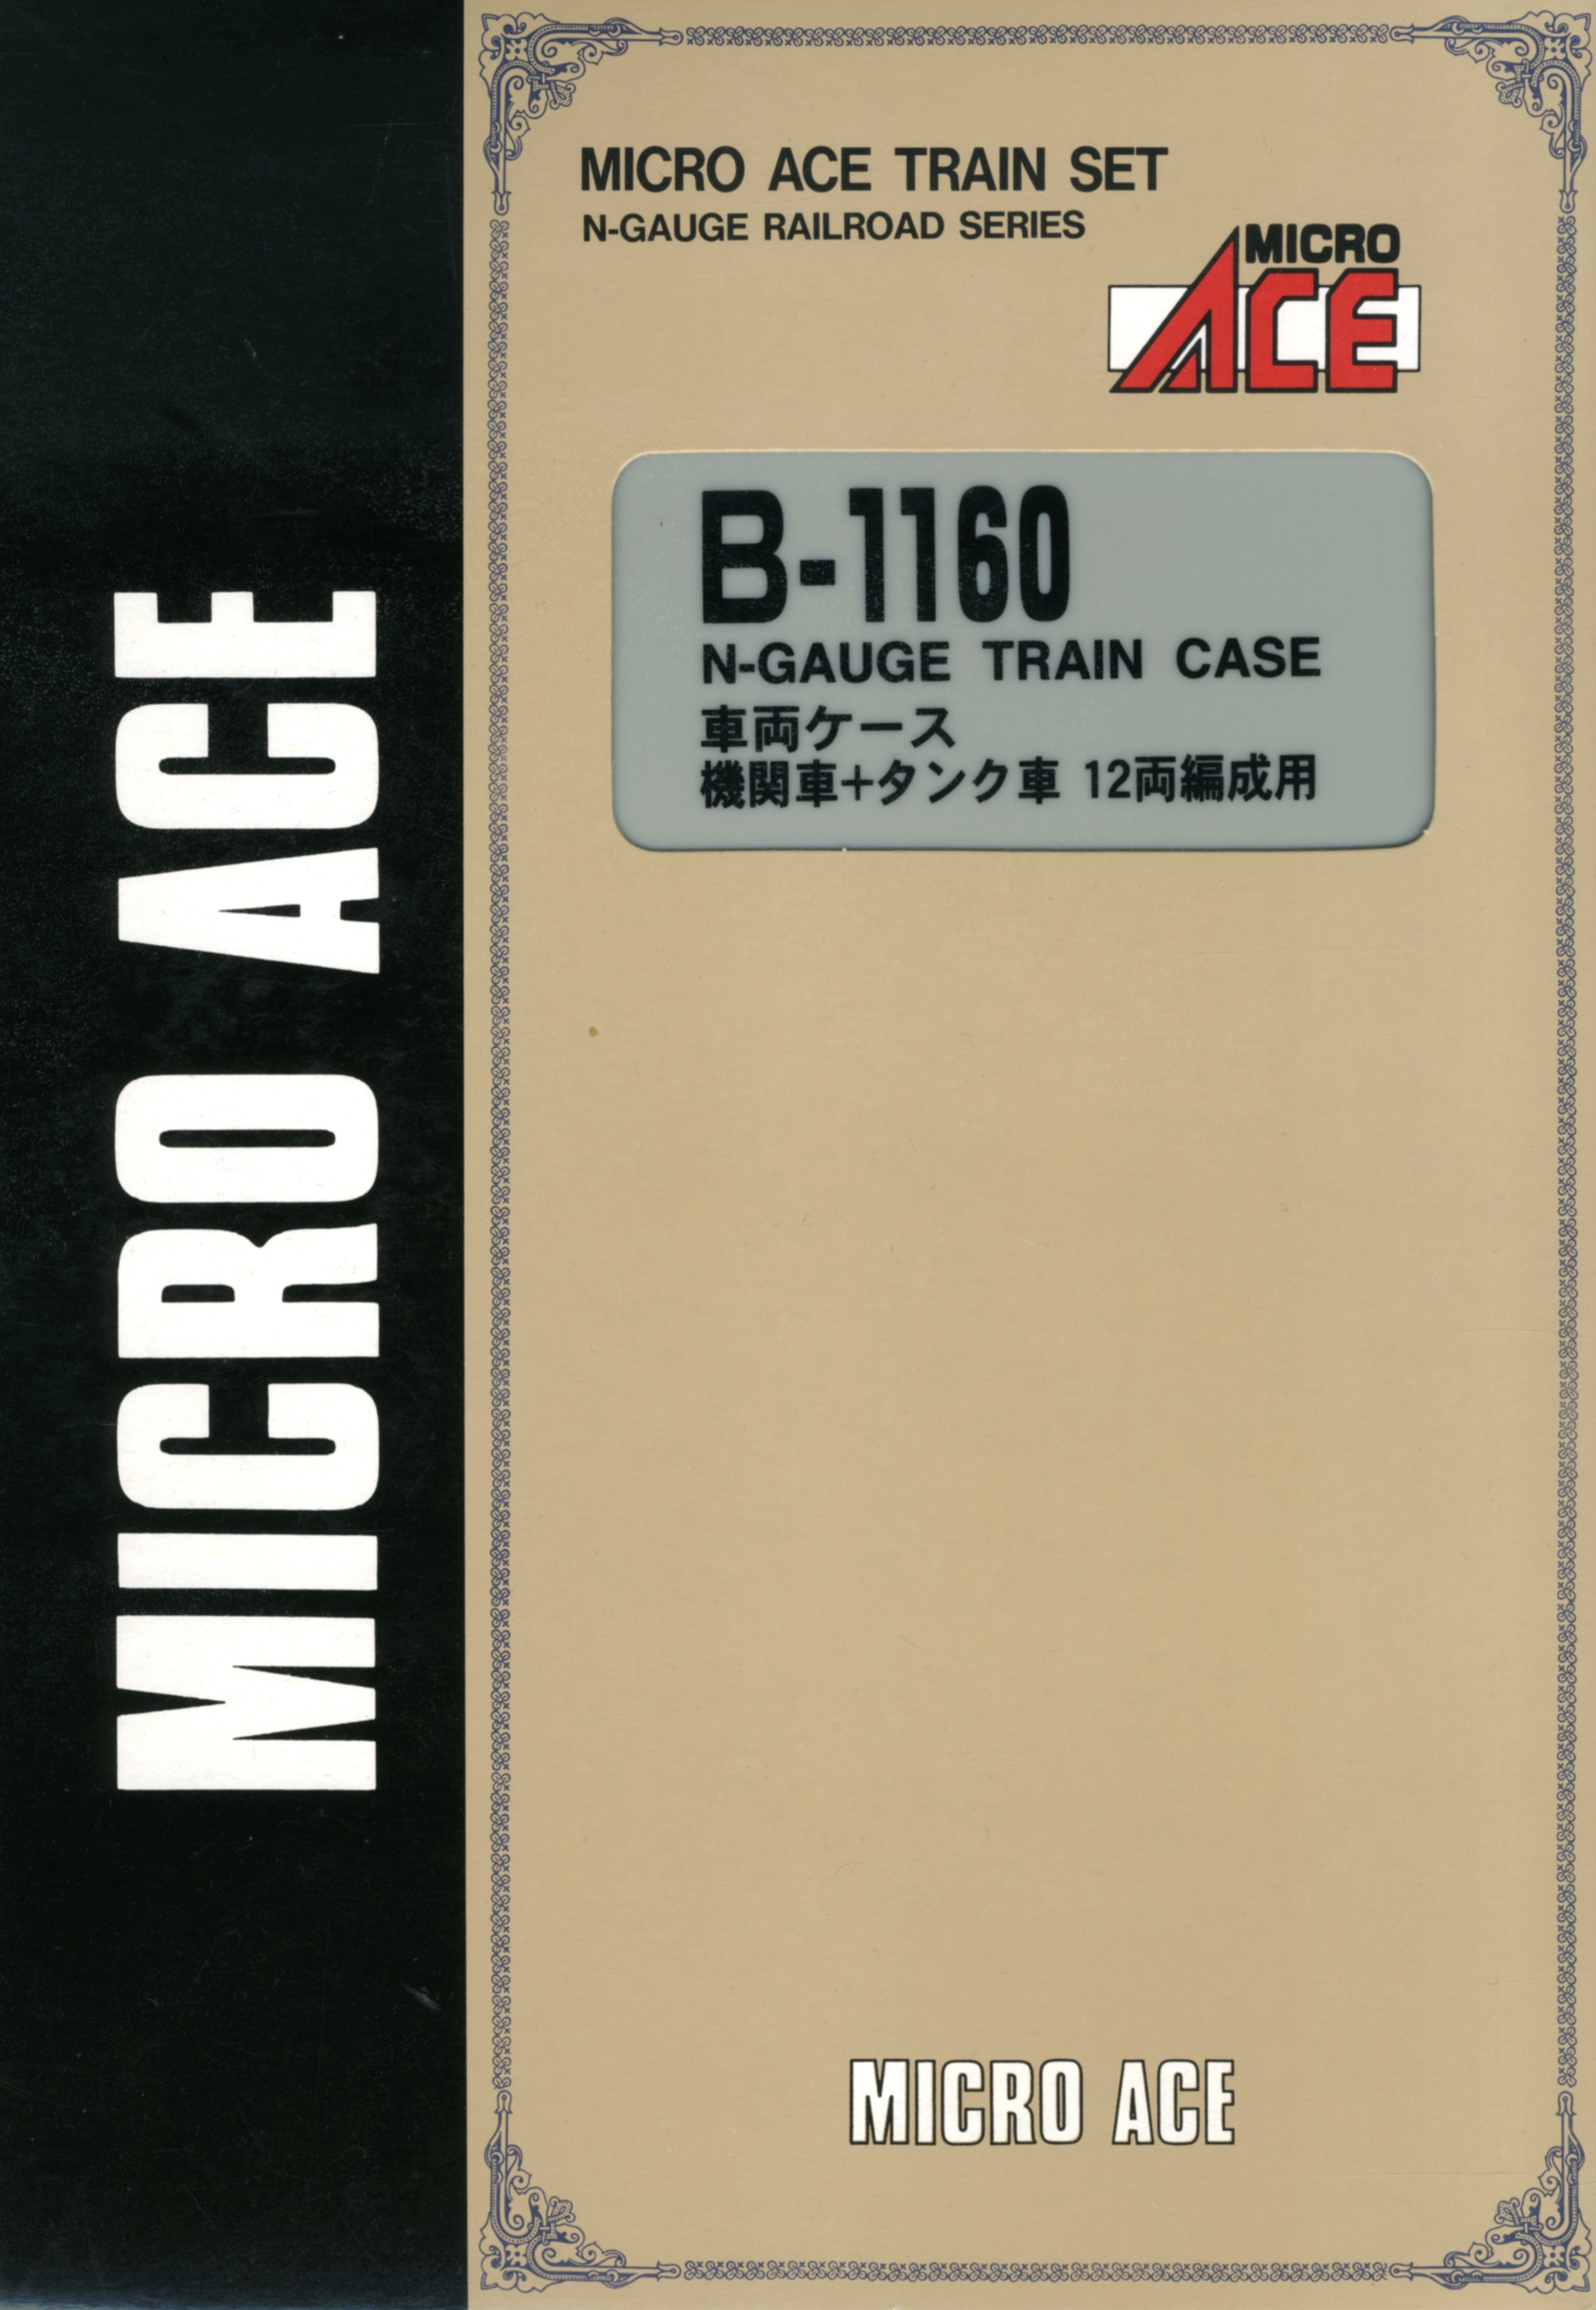 MICRO ACE
MICRO ACE TRAIN SET
N-GAUGE RAILROAD SERIES
MICRO
ACE
B-1160
N-GAUGE TRAIN CASE
車両ケース
機関車+タンク車 12両編成用
MICRO ACE